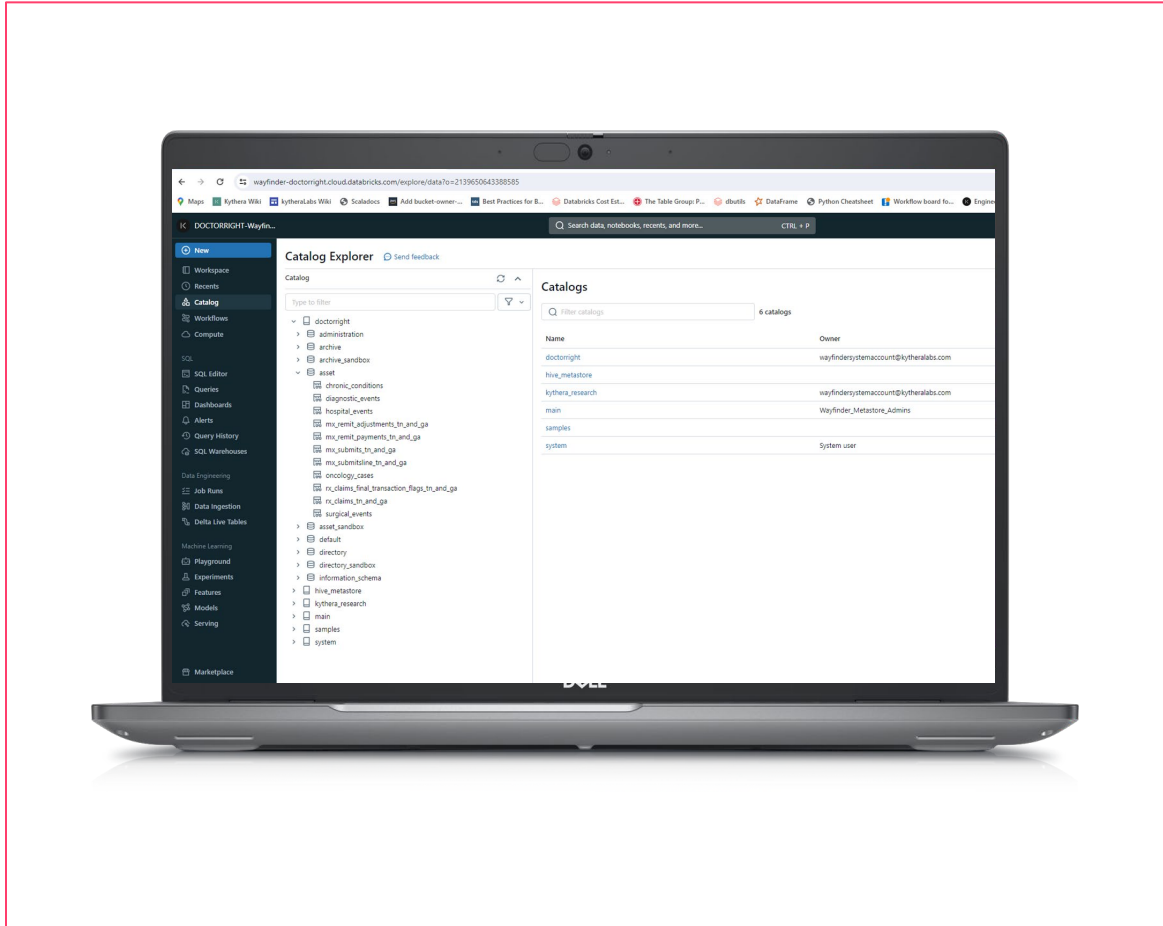 wayfinder-doctorright.cloud.databricks.com/explore/data?o=2139650643388585
Maps Kythera Wiki kytheraLabs Wiki Scaladocs Add bucket-owner-... Best Practices for B... Databricks Cost Est... The Table Group: P... dbutils DataFrame Python Cheatsheet Workflow board fo... Engine
DOCTORRIGHT-Wayfin...
Search data, notebooks, recents, and more...
CTRL + P
New
Workspace
Recents
Catalog
Workflows
Compute
SQL
SQL Editor
Queries
Dashboards
Alerts
Query History
SQL Warehouses
Data Engineering
Job Runs
Data Ingestion
Delta Live Tables
Machine Learning
Playground
Experiments
Features
Models
Serving
Marketplace
Catalog Explorer Send feedback
Catalog
Type to filter
doctorright
administration
archive
archive_sandbox
asset
chronic_conditions
diagnostic_events
hospital_events
mx_remit_adjustments_tn_and_ga
mx_remit_payments_tn_and_ga
mx_submits_tn_and_ga
mx_submitsline_tn_and_ga
oncology_cases
rx_claims_final_transaction_flags_tn_and_ga
rx_claims_tn_and_ga
surgical_events
asset_sandbox
default
directory
directory_sandbox
information_schema
hive_metastore
kythera_research
main
samples
system
Catalogs
Filter catalogs
6 catalogs
Name Owner
doctorright wayfindersystemaccount@kytheralabs.com
hive_metastore
kythera_research wayfindersystemaccount@kytheralabs.com
main Wayfinder_Metastore_Admins
samples
system System user
DELL